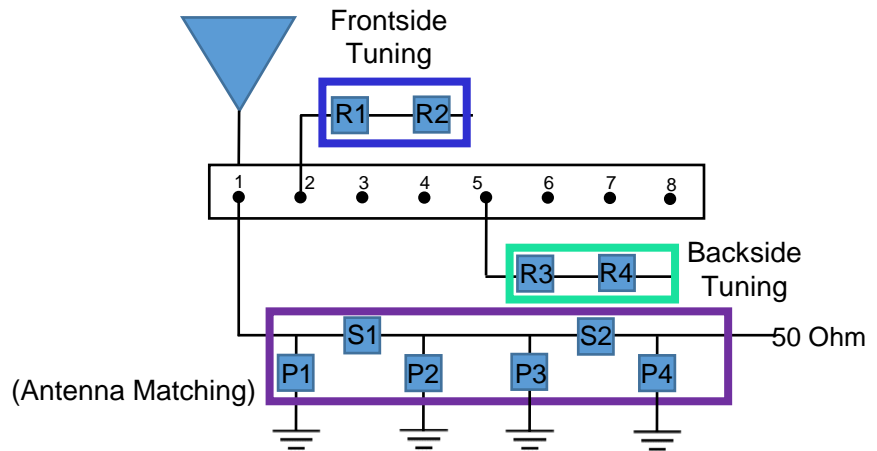 Frontside
Tuning
R1 R2
1 2 3 4 5 6 7 8
R3 R4
Backside
Tuning
S1 S2
50 Ohm
P1 P2 P3 P4
(Antenna Matching)